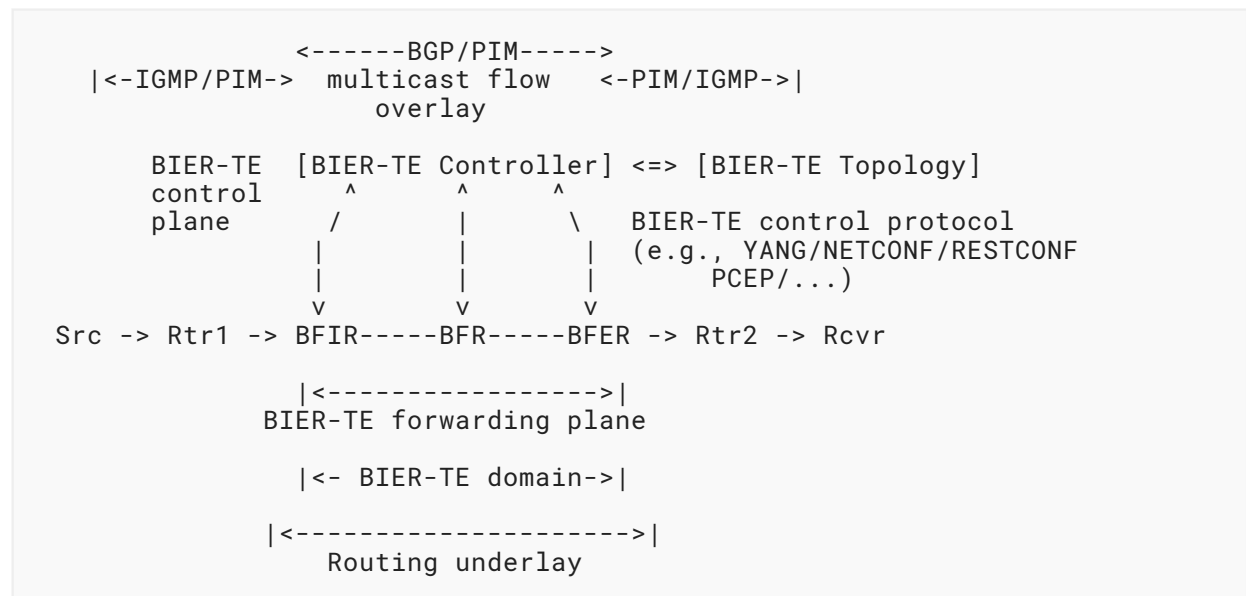 <------BGP/PIM----->
|<-IGMP/PIM->  multicast flow   <-PIM/IGMP->|
overlay
BIER-TE  [BIER-TE Controller] <=> [BIER-TE Topology]
control     ^      ^     ^
plane      /       |      \   BIER-TE control protocol
|        |       |  (e.g., YANG/NETCONF/RESTCONF
|        |       |       PCEP/...)
v        v       v
Src -> Rtr1 -> BFIR-----BFR-----BFER -> Rtr2 -> Rcvr
|<----------------->|
BIER-TE forwarding plane
|<- BIER-TE domain->|
|<--------------------->|
Routing underlay